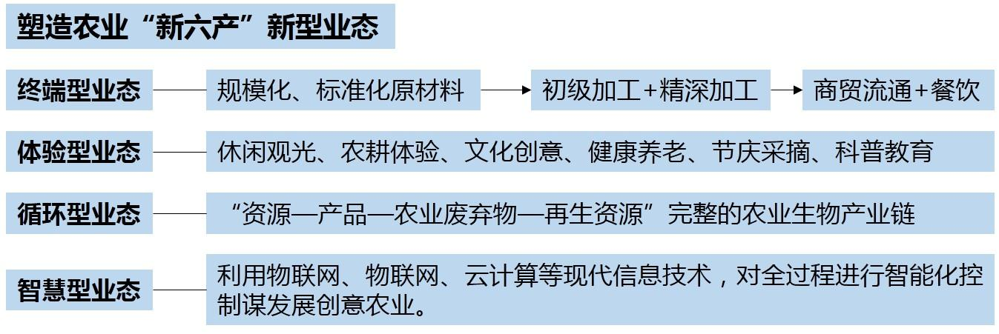 塑造农业“新六产”新型业态
终端型业态
规模化、标准化原材料
初级加工+精深加工
商贸流通+餐饮
体验型业态
休闲观光、农耕体验、文化创意、健康养老、节庆采摘、科普教育
循环型业态
“资源—产品—农业废弃物—再生资源”完整的农业生物产业链
智慧型业态
利用物联网、物联网、云计算等现代信息技术，对全过程进行智能化控
制谋发展创意农业。